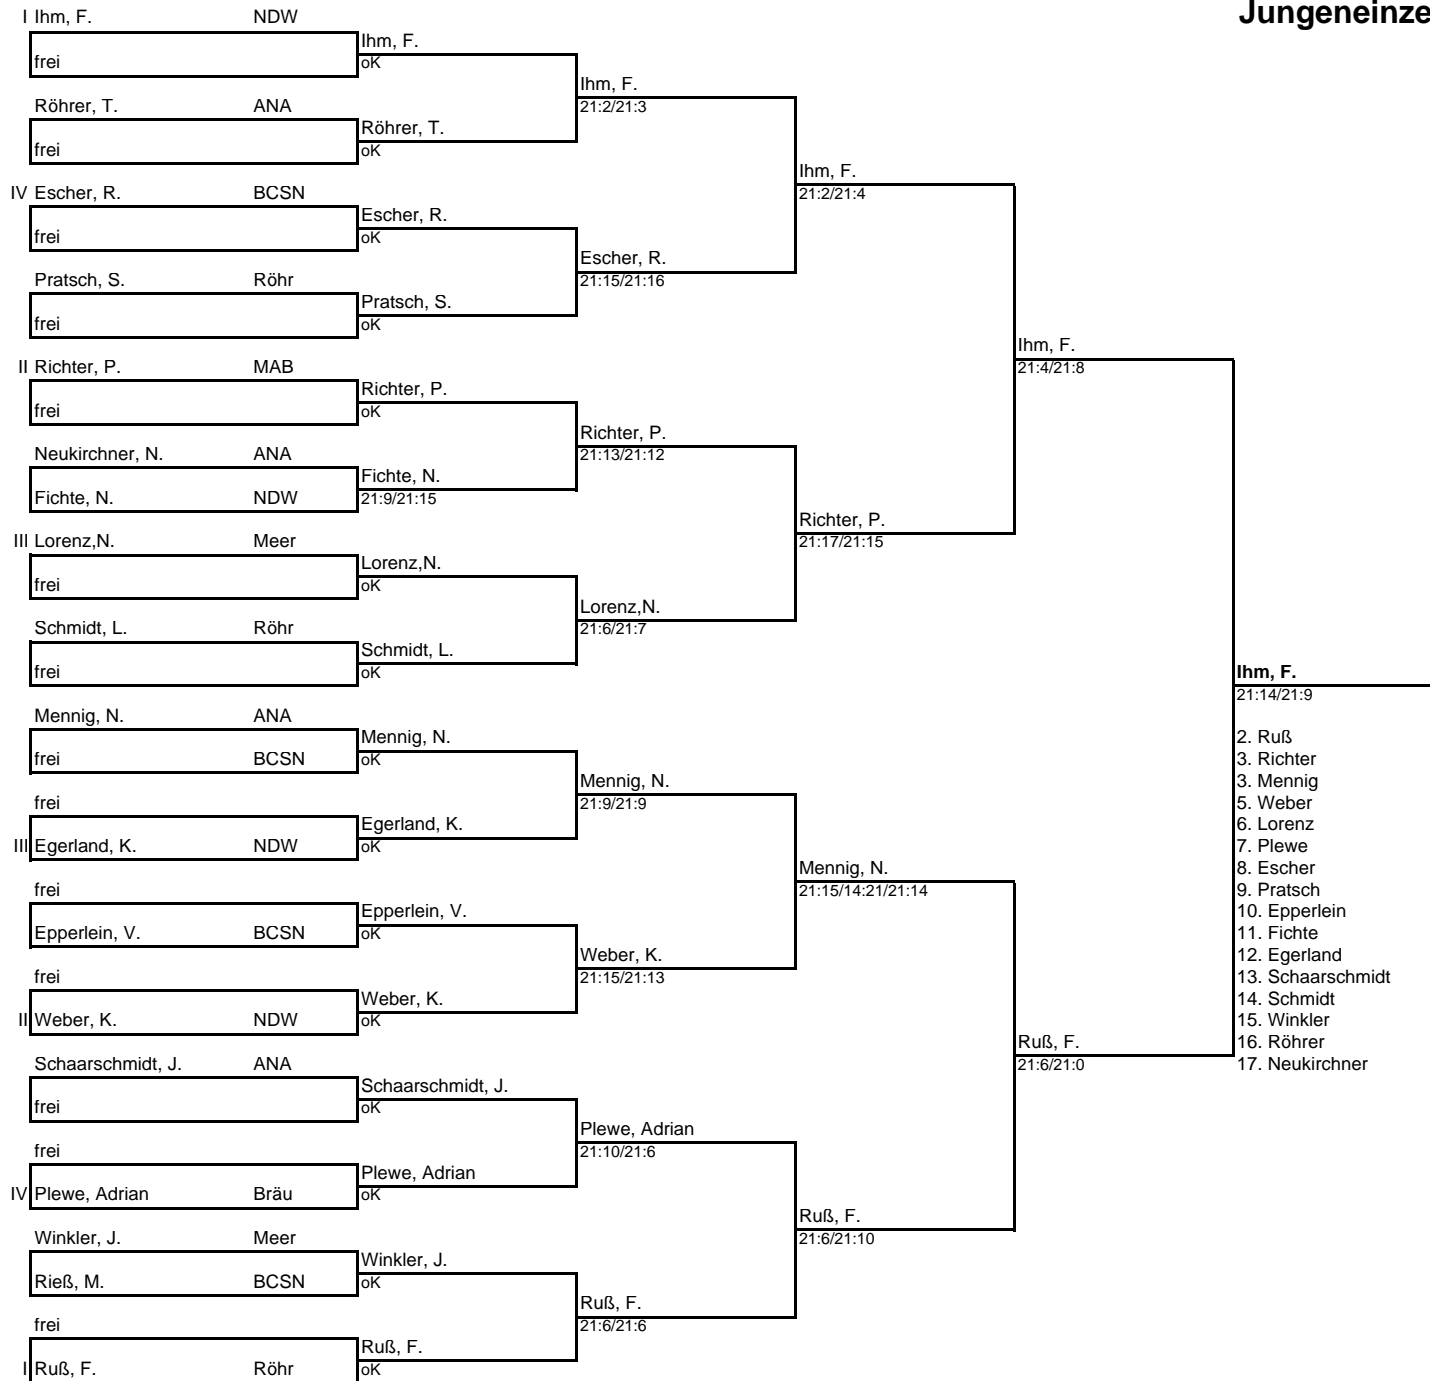 Jungeneinze
I Ihm, F. NDW
frei
Röhrer, T. ANA
frei
IV Escher, R. BCSN
frei
Pratsch, S. Röhr
frei
II Richter, P. MAB
frei
Neukirchner, N. ANA
Fichte, N. NDW
III Lorenz,N. Meer
frei
Schmidt, L. Röhr
frei
Mennig, N. ANA
frei BCSN
frei
III Egerland, K. NDW
frei
Epperlein, V. BCSN
frei
II Weber, K. NDW
Schaarschmidt, J. ANA
frei
frei
IV Plewe, Adrian Bräu
Winkler, J. Meer
Rieß, M. BCSN
frei
I Ruß, F. Röhr
Ihm, F.
oK
Röhrer, T.
oK
Escher, R.
oK
Pratsch, S.
oK
Richter, P.
oK
Fichte, N.
21:9/21:15
Lorenz,N.
oK
Schmidt, L.
oK
Mennig, N.
oK
Egerland, K.
oK
Epperlein, V.
oK
Weber, K.
oK
Schaarschmidt, J.
oK
Plewe, Adrian
oK
Winkler, J.
oK
Ruß, F.
oK
Ihm, F.
21:2/21:3
Escher, R.
21:15/21:16
Richter, P.
21:13/21:12
Lorenz,N.
21:6/21:7
Mennig, N.
21:9/21:9
Weber, K.
21:15/21:13
Plewe, Adrian
21:10/21:6
Ruß, F.
21:6/21:6
Ihm, F.
21:2/21:4
Richter, P.
21:17/21:15
Mennig, N.
21:15/14:21/21:14
Ruß, F.
21:6/21:10
Ihm, F.
21:4/21:8
Ruß, F.
21:6/21:0
Ihm, F.
21:14/21:9
2. Ruß
3. Richter
3. Mennig
5. Weber
6. Lorenz
7. Plewe
8. Escher
9. Pratsch
10. Epperlein
11. Fichte
12. Egerland
13. Schaarschmidt
14. Schmidt
15. Winkler
16. Röhrer
17. Neukirchner